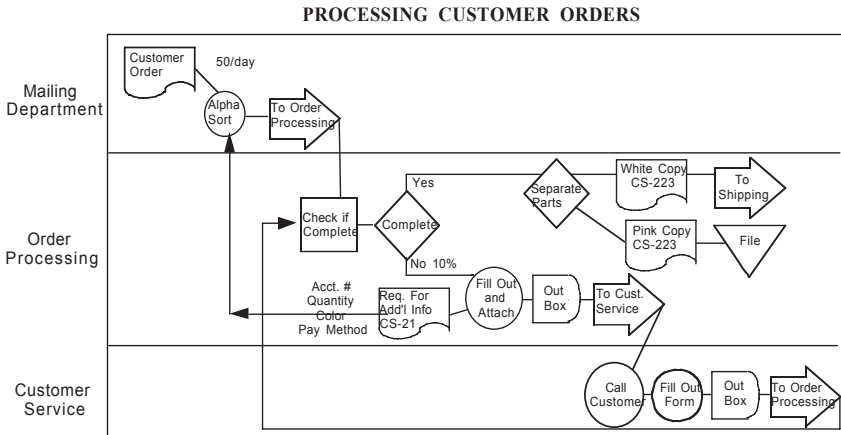 PROCESSING CUSTOMER ORDERS
Mailing
Department
Customer
Order
50/day
Alpha
Sort
To Order
Processing
Order
Processing
Check if
Complete
Complete
Yes
No 10%
Separate
Parts
White Copy
CS-223
To
Shipping
Pink Copy
CS-223
File
Acct. #
Quantity
Color
Pay Method
Req. For
Add'l Info
CS-21
Fill Out
and
Attach
Out
Box
To Cust.
Service
Customer
Service
Call
Customer
Fill Out
Form
Out
Box
To Order
Processing